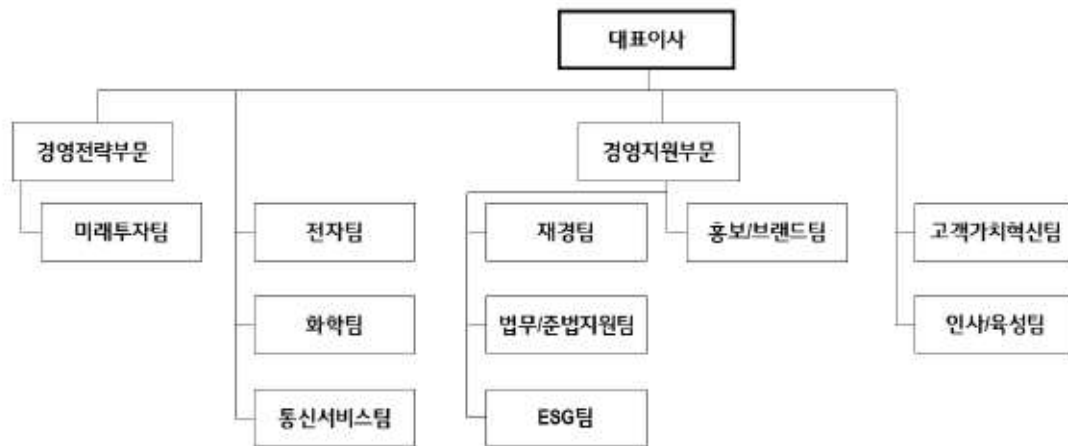 대표이사
경영전략부문
경영지원부문
미래투자팀
전자팀
재경팀
홍보/브랜드팀
고객가치혁신팀
화학팀
법무/준법지원팀
인사/육성팀
통신서비스팀
ESG팀